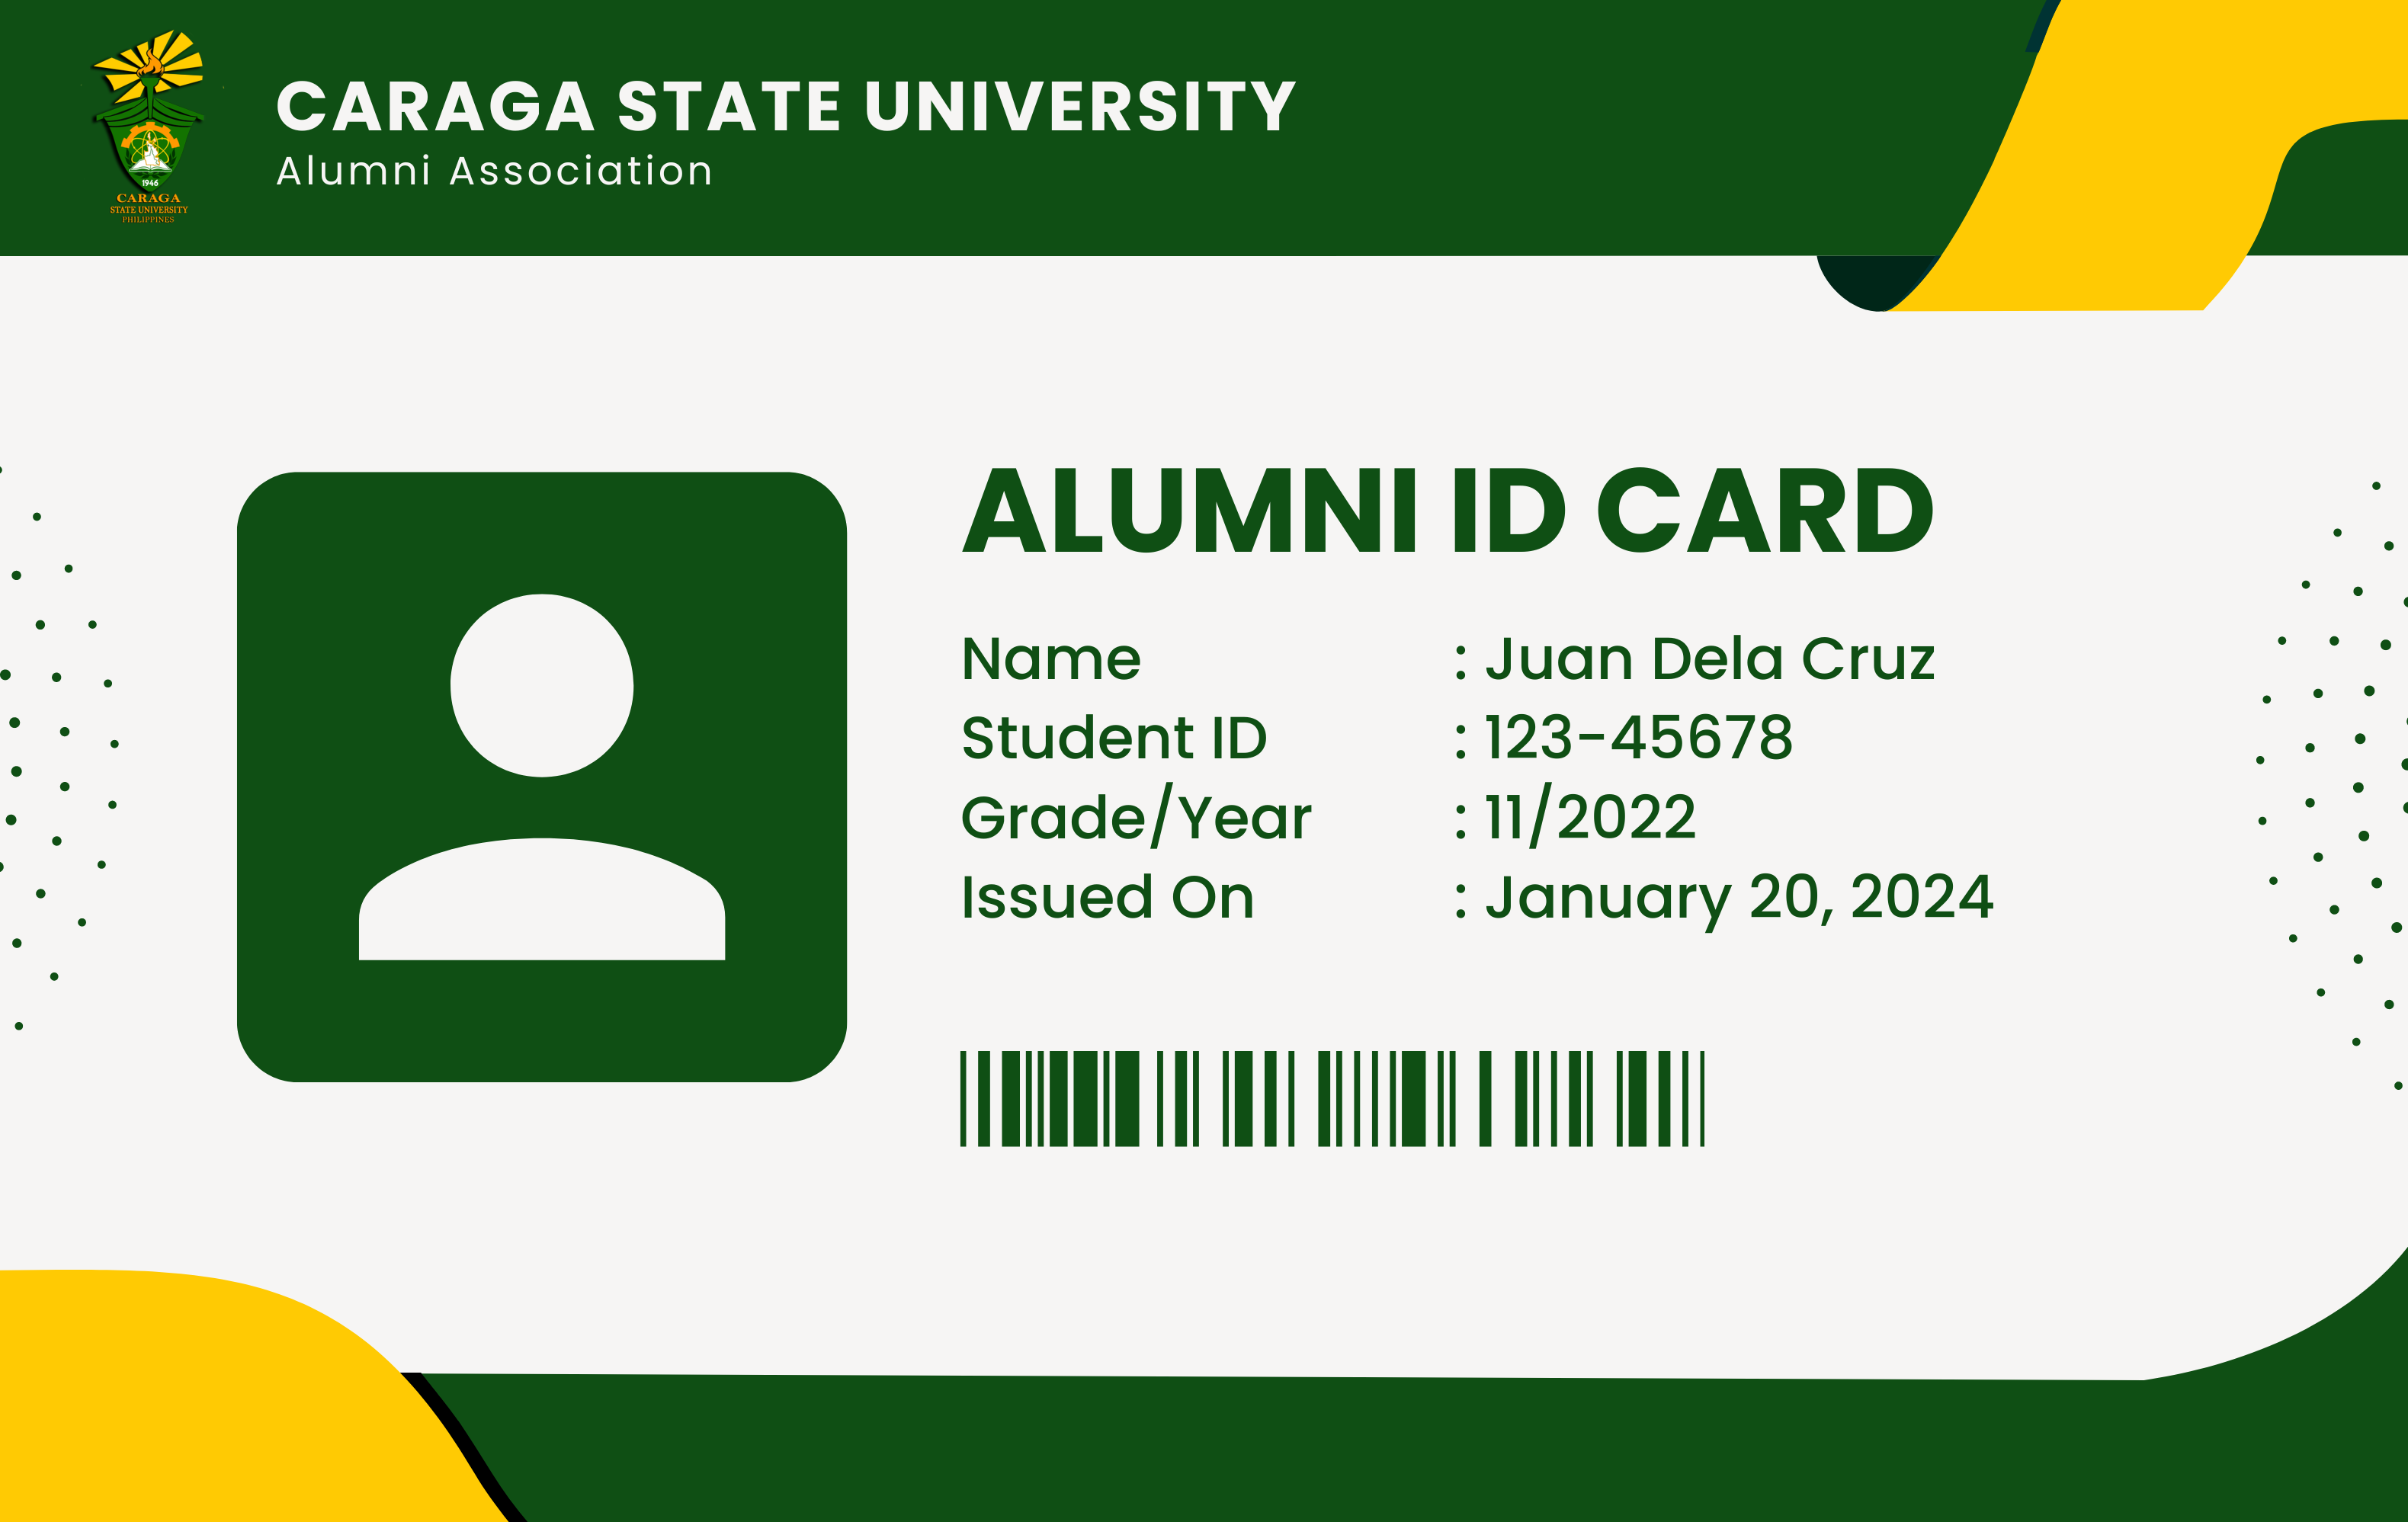 CARAGA STATE UNIVERSITY
Alumni Association
1946
CARAGA
STATE UNIVERSITY
PHILIPPINES
ALUMNI ID CARD
Name : Juan Dela Cruz
Student ID : 123-45678
Grade/Year : 11/2022
Issued On : January 20, 2024